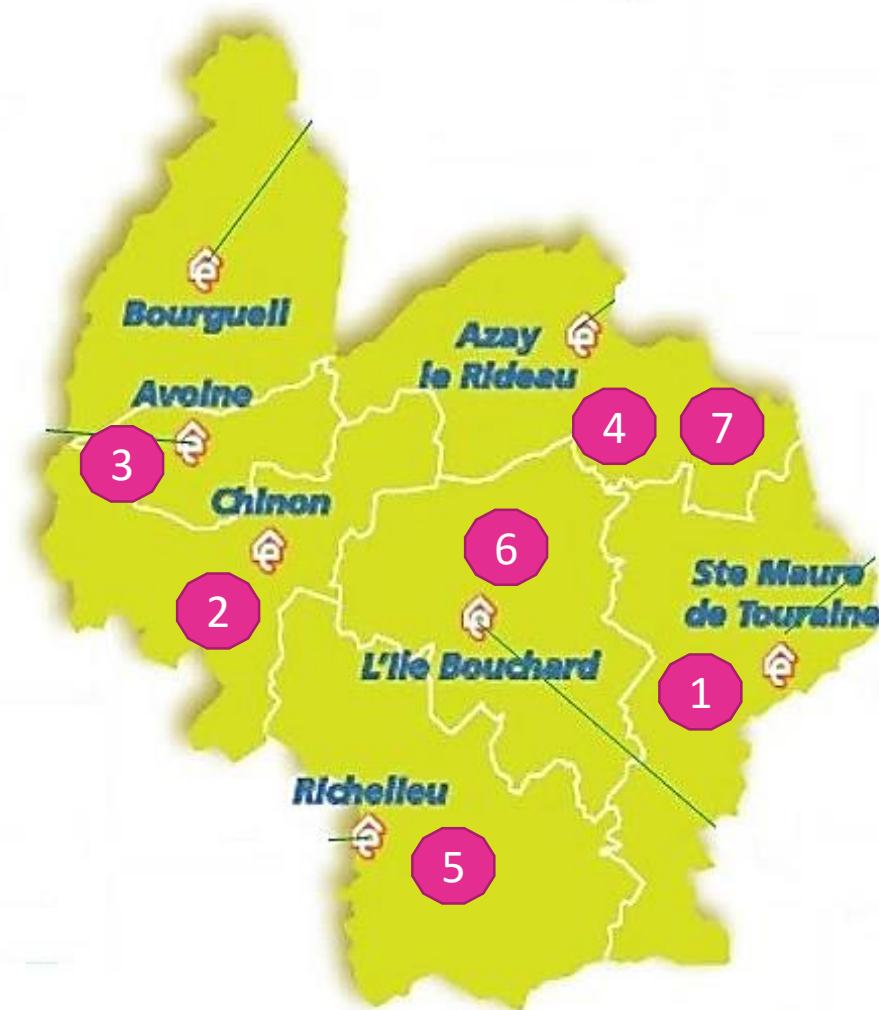 Bourgueil
Azay
le Rideau
Avoine
4
7
3
Chinon
6
Ste Maure
de Touraine
2
L'Ile Bouchard
1
Richelieu
5